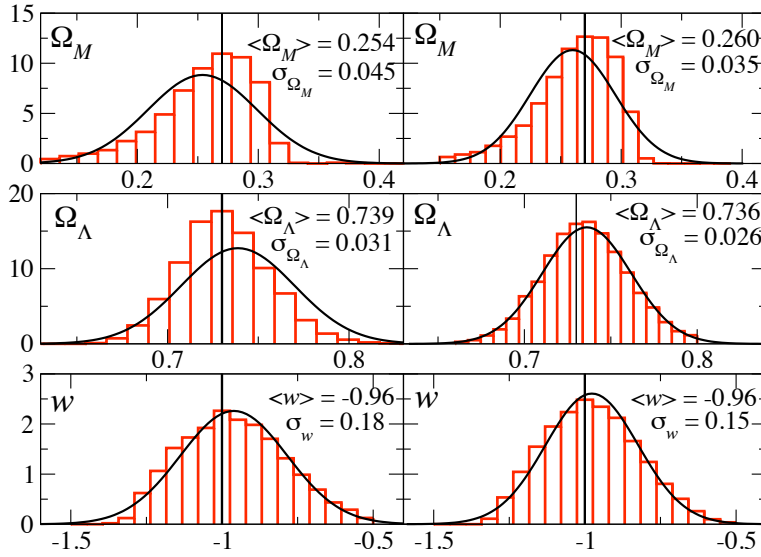 15
10
5
0
Ω_M
<Ω_M> = 0.254
σ_Ω_M = 0.045
0.2 0.3 0.4
Ω_M
<Ω_M> = 0.260
σ_Ω_M = 0.035
0.2 0.3 0.4
20
10
0
Ω_Λ
<Ω_Λ> = 0.739
σ_Ω_Λ = 0.031
0.7 0.8
Ω_Λ
<Ω_Λ> = 0.736
σ_Ω_Λ = 0.026
0.7 0.8
3
2
1
0
w
<w> = -0.96
σ_w = 0.18
-1.5 -1 -0.5
w
<w> = -0.96
σ_w = 0.15
-1.5 -1 -0.5